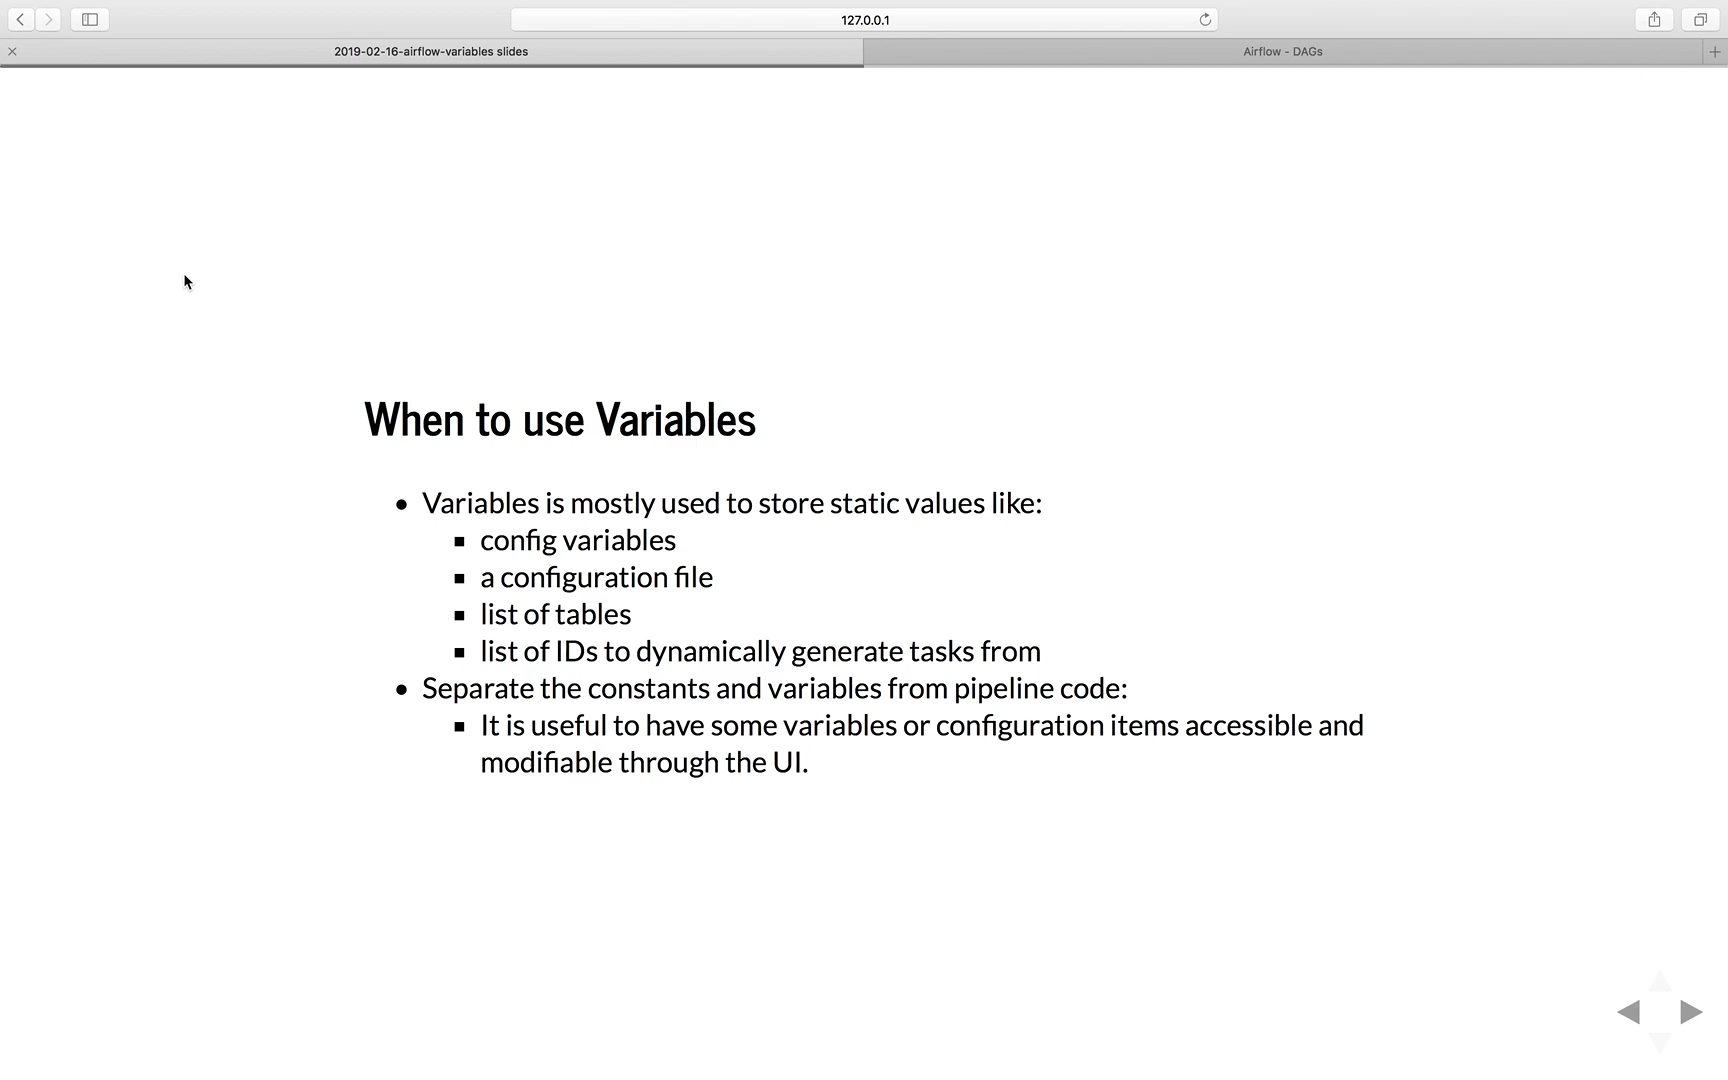 127.0.0.1
2019-02-16-airflow-variables slides
Airflow - DAGs
When to use Variables
Variables is mostly used to store static values like:
config variables
a configuration file
list of tables
list of IDs to dynamically generate tasks from
Separate the constants and variables from pipeline code:
It is useful to have some variables or configuration items accessible and
modifiable through the UI.